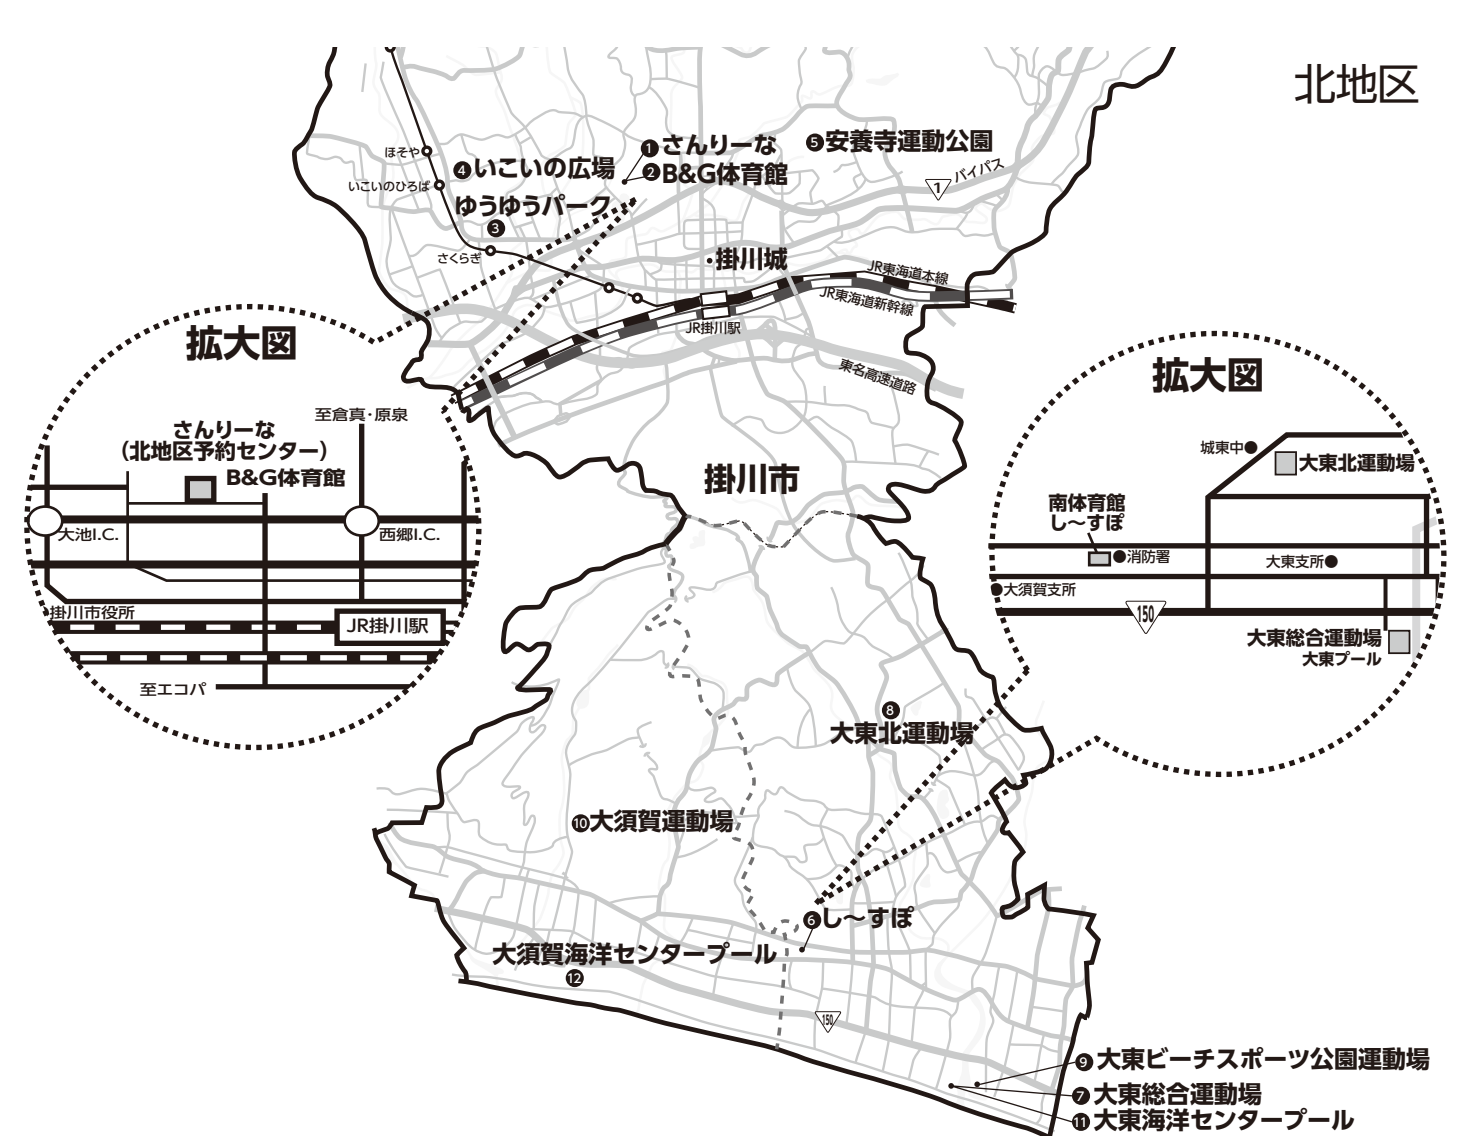 北地区
ほそや
いこいのひろば
さくらぎ
❹いこいの広場
ゆうゆうパーク
❸
❶さんりーな
❷B&G体育館
❺安養寺運動公園
1
バイパス
掛川城
JR東海道本線
JR東海道新幹線
JR掛川駅
東名高速道路
掛川市
拡大図
至倉真・原泉
さんりーな
（北地区予約センター）
B&G体育館
大池I.C.
西郷I.C.
掛川市役所
JR掛川駅
至エコパ
拡大図
城東中
大東北運動場
南体育館
し～すぽ
消防署
大東支所
大須賀支所
150
大東総合運動場
大東プール
❽
大東北運動場
❿大須賀運動場
❻し～すぽ
大須賀海洋センタープール
⓬
150
❾大東ビーチスポーツ公園運動場
❼大東総合運動場
⓫大東海洋センタープール